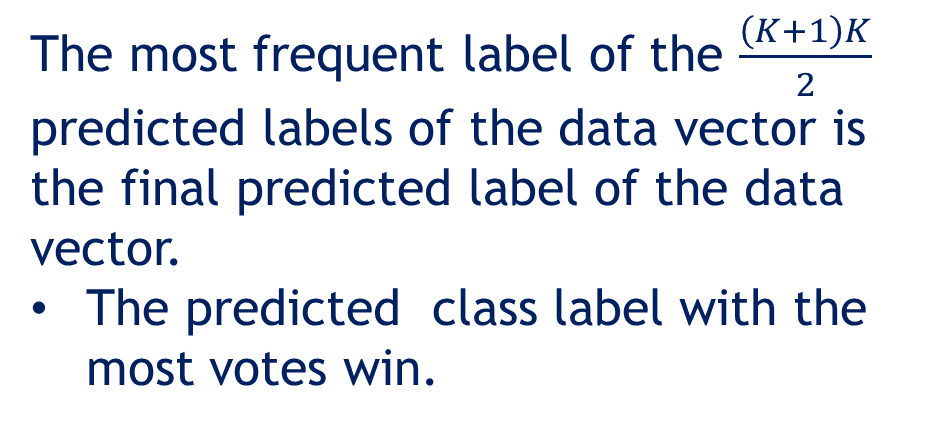 The most frequent label of the (K+1)K/2
predicted labels of the data vector is
the final predicted label of the data
vector.
• The predicted class label with the
most votes win.